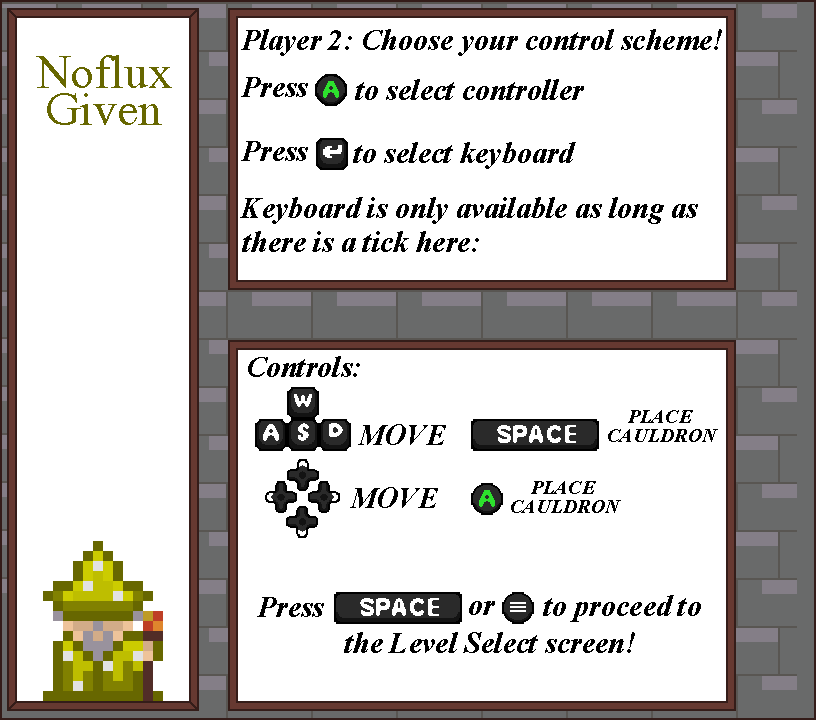 Noflux
Given
Player 2: Choose your control scheme!
Press A to select controller
Press to select keyboard
Keyboard is only available as long as
there is a tick here:
Controls:
W
A S D MOVE
SPACE
PLACE
CAULDRON
MOVE
A
PLACE
CAULDRON
Press SPACE or to proceed to
the Level Select screen!